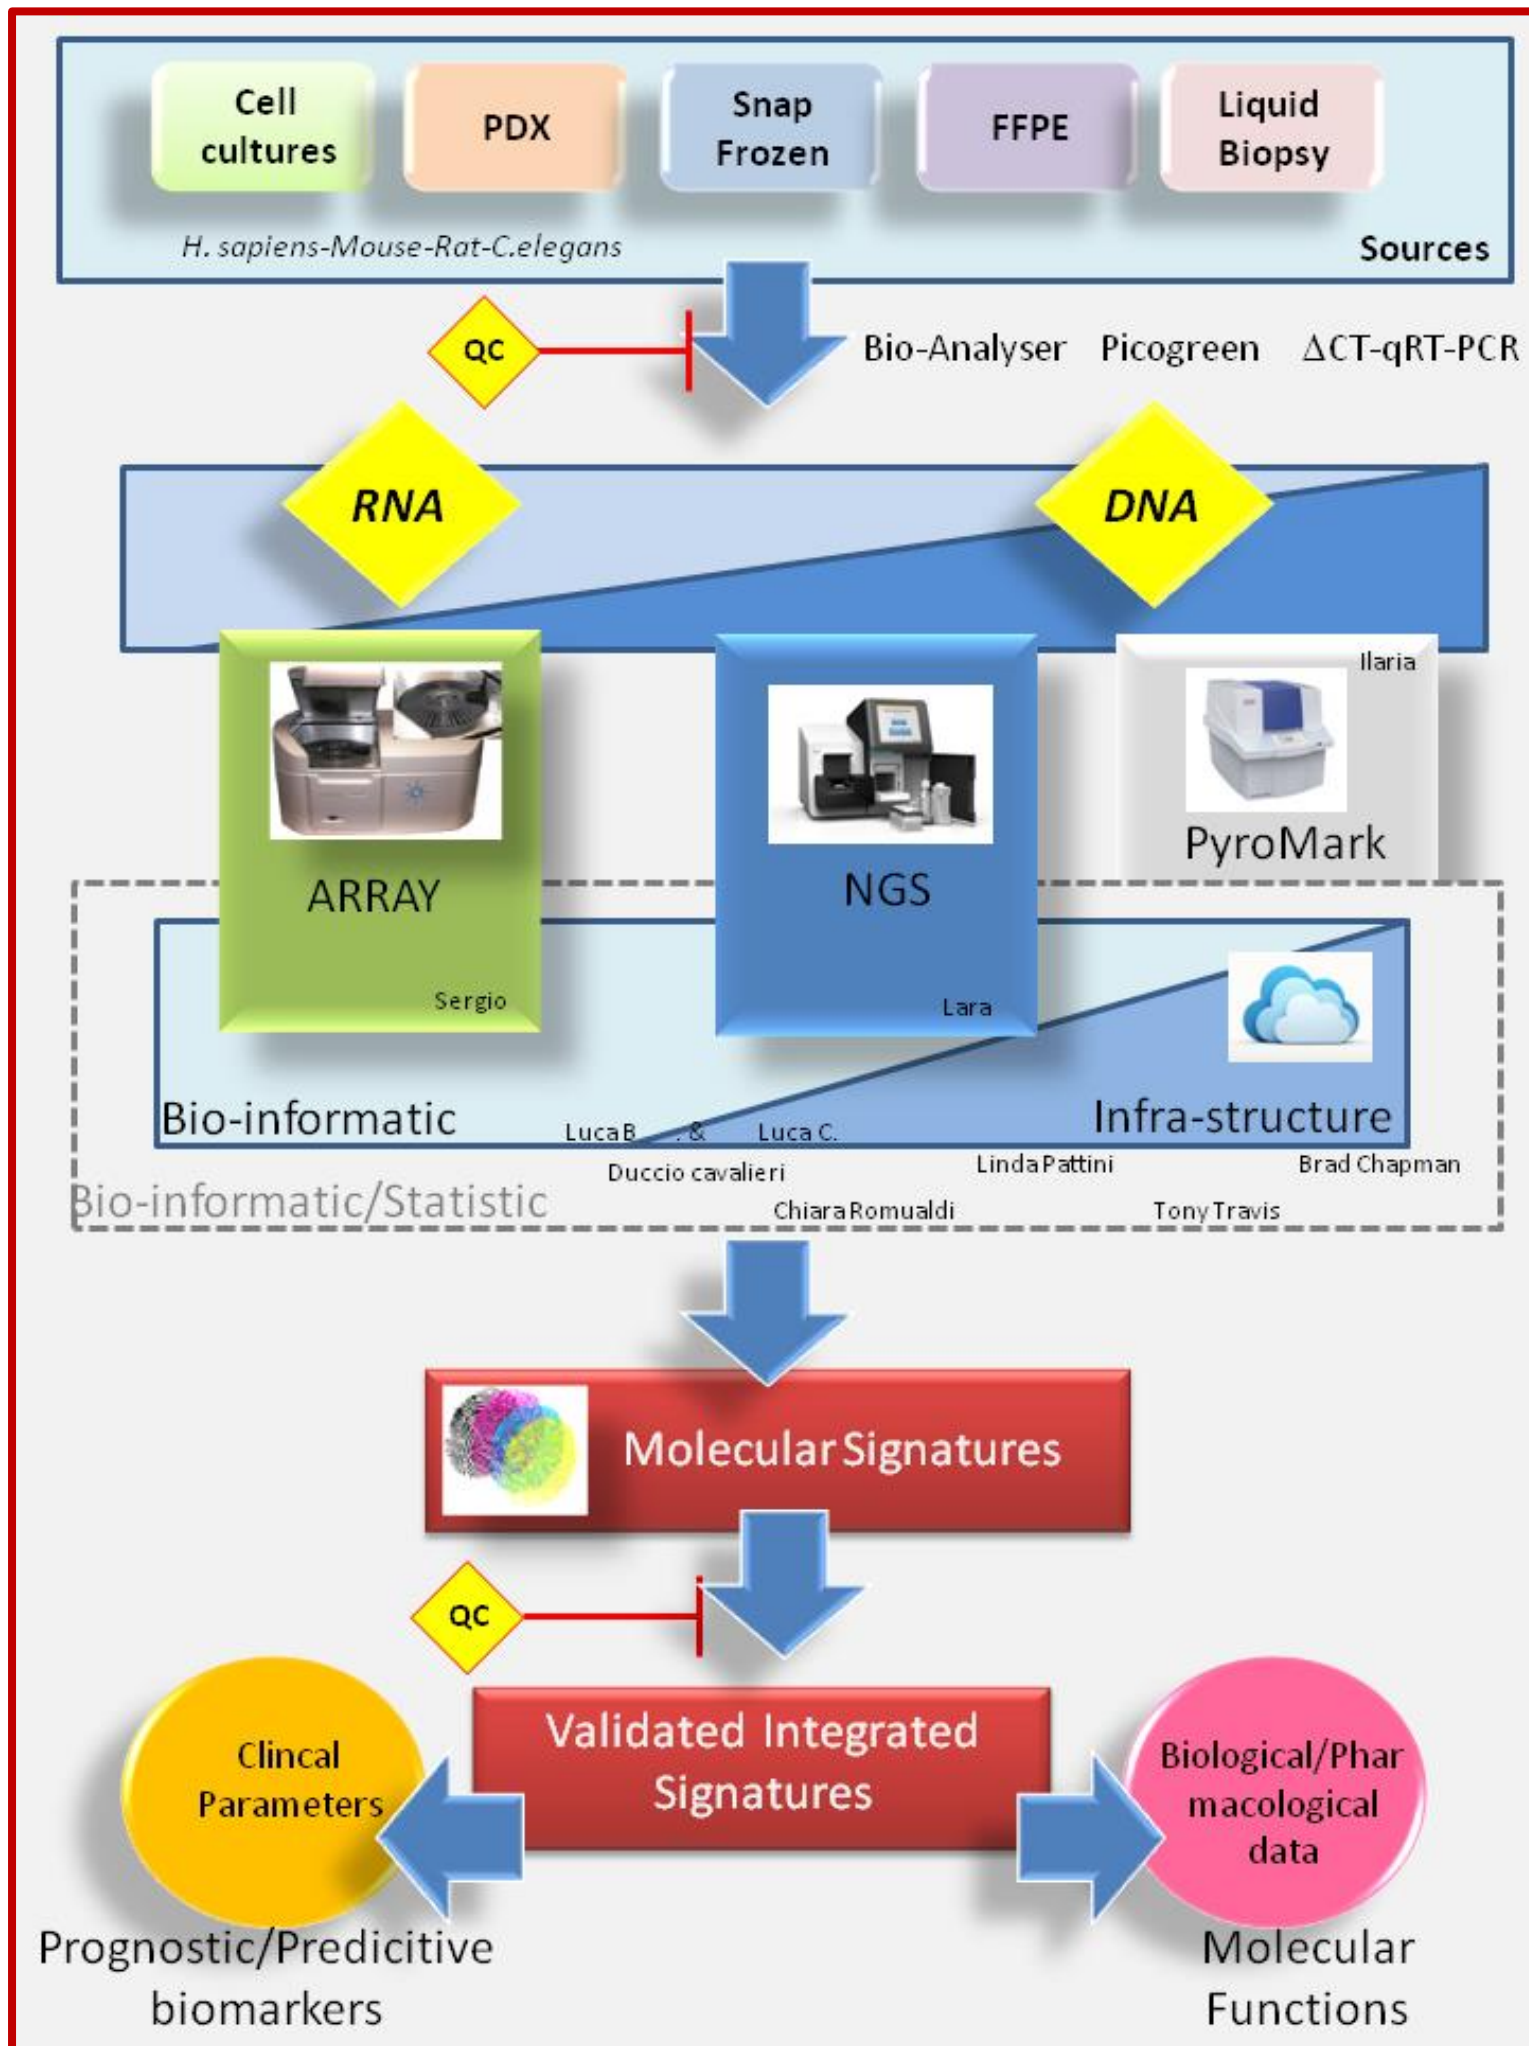 Cell
cultures
PDX
Snap
Frozen
FFPE
Liquid
Biopsy
H. sapiens-Mouse-Rat-C.elegans
Sources
QC
Bio-Analyser Picogreen ΔCT-qRT-PCR
RNA
DNA
Ilaria
PyroMark
ARRAY
NGS
Sergio
Lara
Bio-informatic
Infra-structure
Luca B . & Luca C.
Duccio cavalieri
Linda Pattini
Brad Chapman
Bio-informatic/Statistic
Chiara Romualdi
Tony Travis
Molecular Signatures
QC
Validated Integrated
Signatures
Clincal
Parameters
Biological/Phar
macological
data
Prognostic/Predicitive
biomarkers
Molecular
Functions